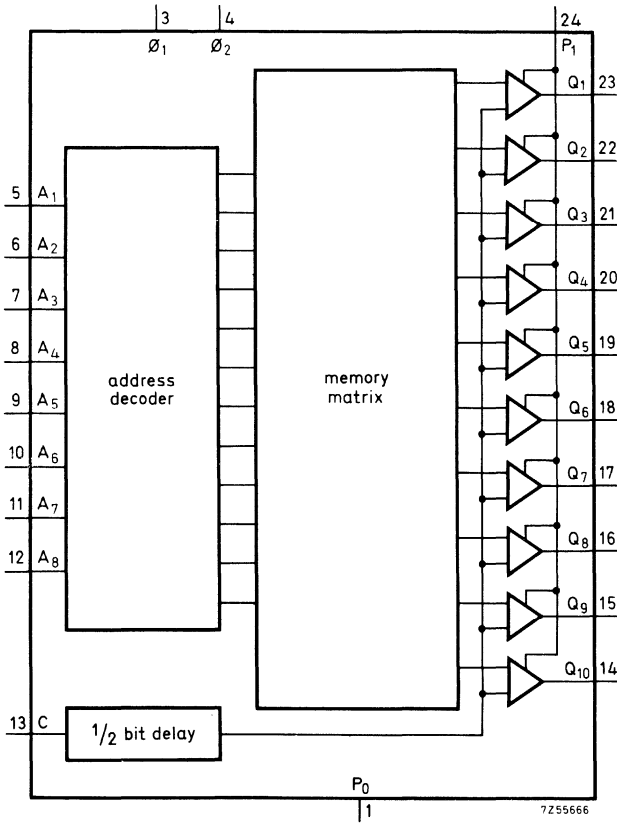 3 4 24
Ø1 Ø2 P1
Q1 23
Q2 22
5 A1
Q3 21
6 A2
Q4 20
7 A3
Q5 19
8 A4
address decoder
memory matrix
9 A5
Q6 18
10 A6
Q7 17
11 A7
Q8 16
12 A8
Q9 15
Q10 14
13 C
1/2 bit delay
P0
1
7Z55666